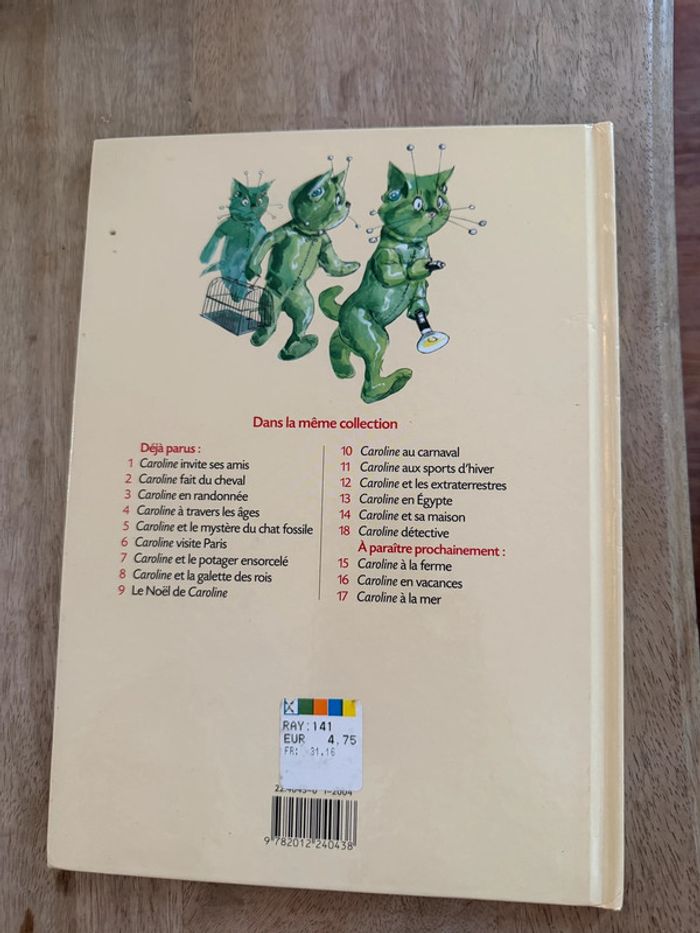 Dans la même collection
Déjà parus :
1 Caroline invite ses amis
2 Caroline fait du cheval
3 Caroline en randonnée
4 Caroline à travers les âges
5 Caroline et le mystère du chat fossile
6 Caroline visite Paris
7 Caroline et le potager ensorcelé
8 Caroline et la galette des rois
9 Le Noël de Caroline
10 Caroline au carnaval
11 Caroline aux sports d'hiver
12 Caroline et les extraterrestres
13 Caroline en Égypte
14 Caroline et sa maison
18 Caroline détective
À paraître prochainement :
15 Caroline à la ferme
16 Caroline en vacances
17 Caroline à la mer
RAY:141
EUR 4,75
FR: 31.16
9 782012 240438